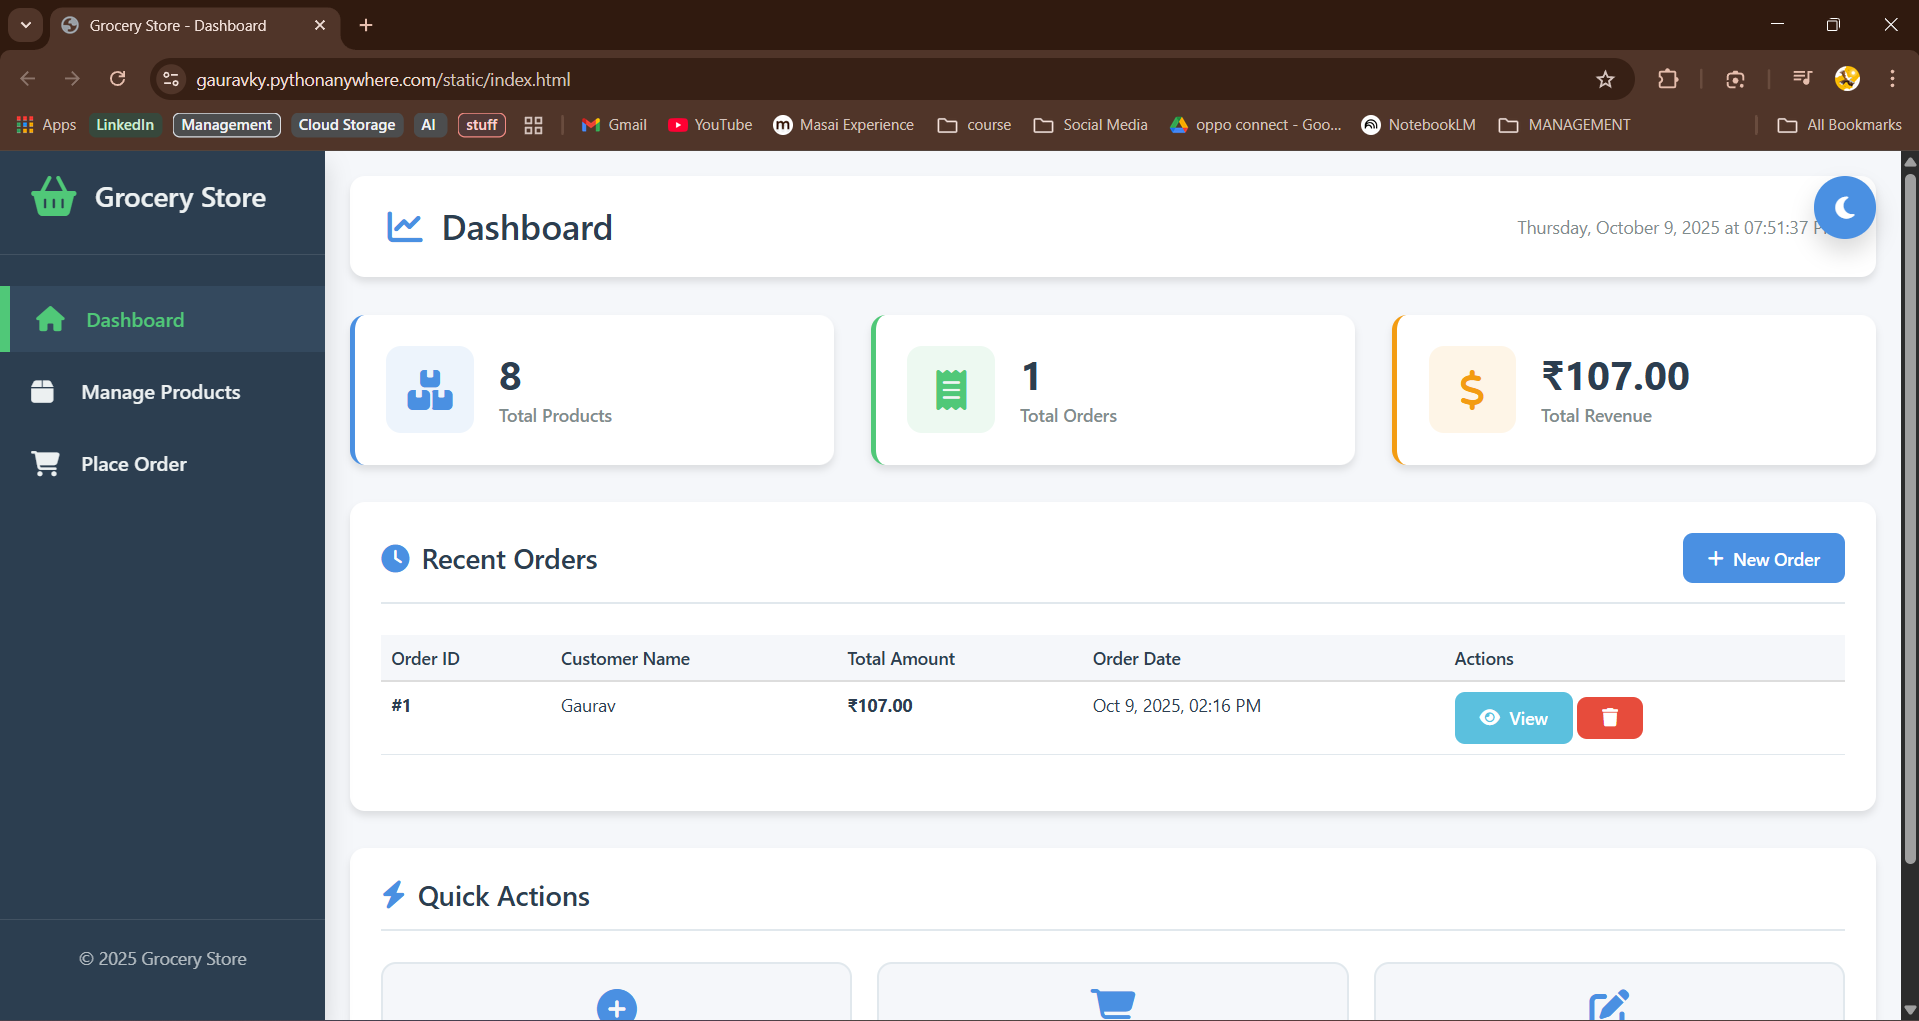 Grocery Store - Dashboard
gauravky.pythonanywhere.com/static/index.html
Apps LinkedIn Management Cloud Storage AI stuff Gmail YouTube Masai Experience course Social Media oppo connect - Goo... NotebookLM MANAGEMENT All Bookmarks
Grocery Store
Dashboard
Manage Products
Place Order
© 2025 Grocery Store
Dashboard
Thursday, October 9, 2025 at 07:51:37
8
Total Products
1
Total Orders
$
₹107.00
Total Revenue
Recent Orders
+ New Order
Order ID Customer Name Total Amount Order Date Actions
#1 Gaurav ₹107.00 Oct 9, 2025, 02:16 PM View
Quick Actions